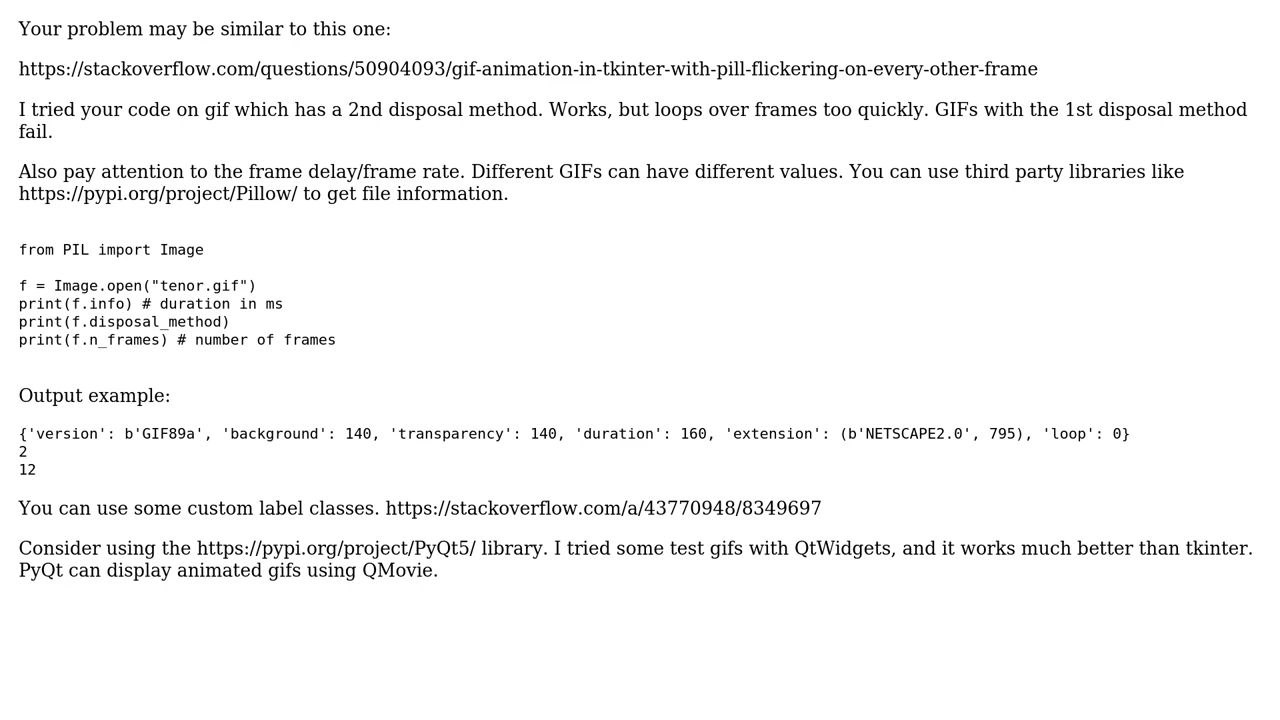 Your problem may be similar to this one:
https://stackoverflow.com/questions/50904093/gif-animation-in-tkinter-with-pill-flickering-on-every-other-frame
I tried your code on gif which has a 2nd disposal method. Works, but loops over frames too quickly. GIFs with the 1st disposal method
fail.
Also pay attention to the frame delay/frame rate. Different GIFs can have different values. You can use third party libraries like
https://pypi.org/project/Pillow/ to get file information.
from PIL import Image
f = Image.open("tenor.gif")
print(f.info) # duration in ms
print(f.disposal_method)
print(f.n_frames) # number of frames
Output example:
{'version': b'GIF89a', 'background': 140, 'transparency': 140, 'duration': 160, 'extension': (b'NETSCAPE2.0', 795), 'loop': 0}
2
12
You can use some custom label classes. https://stackoverflow.com/a/43770948/8349697
Consider using the https://pypi.org/project/PyQt5/ library. I tried some test gifs with QtWidgets, and it works much better than tkinter.
PyQt can display animated gifs using QMovie.